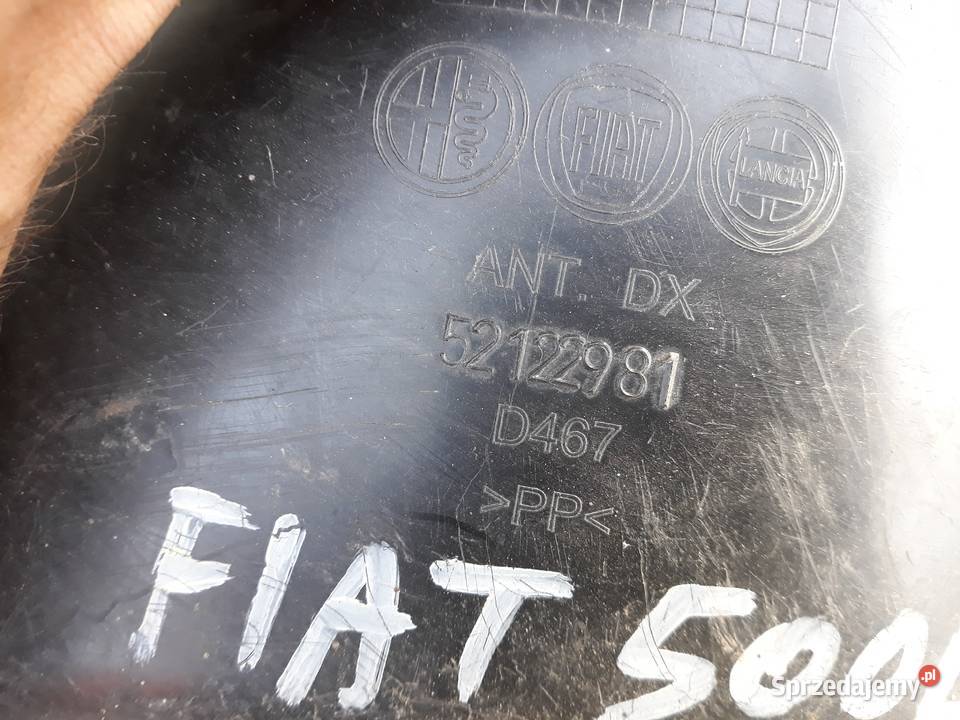 FIAT
LANCIA
ANT. DX
52122981
D467
>PP<
FIAT 500
Sprzedajemy.pl